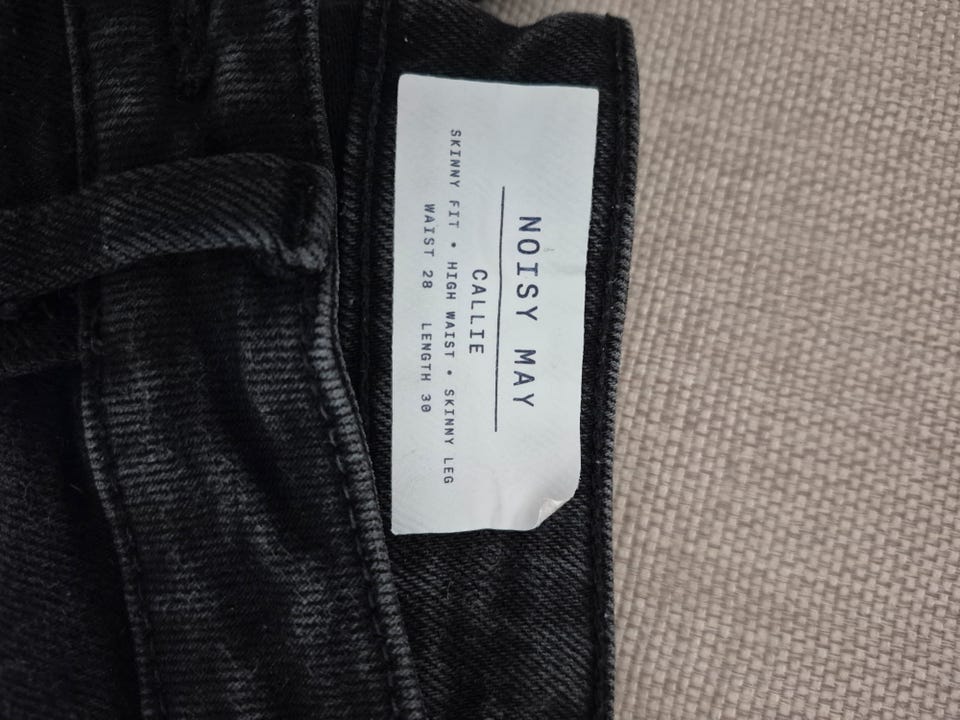 NOISY MAY
CALLIE
SKINNY FIT • HIGH WAIST • SKINNY LEG
WAIST 28 LENGTH 30